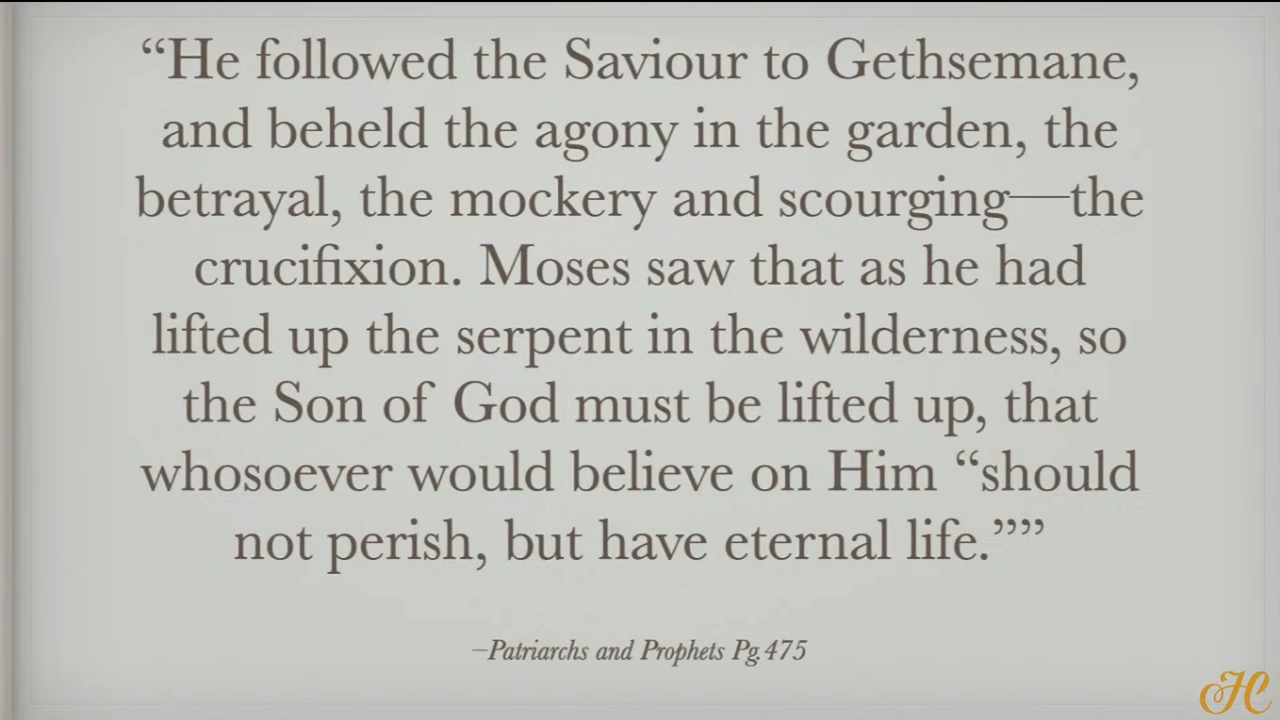 “He followed the Saviour to Gethsemane,
and beheld the agony in the garden, the
betrayal, the mockery and scourging—the
crucifixion. Moses saw that as he had
lifted up the serpent in the wilderness, so
the Son of God must be lifted up, that
whosoever would believe on Him “should
not perish, but have eternal life.””
–Patriarchs and Prophets Pg.475